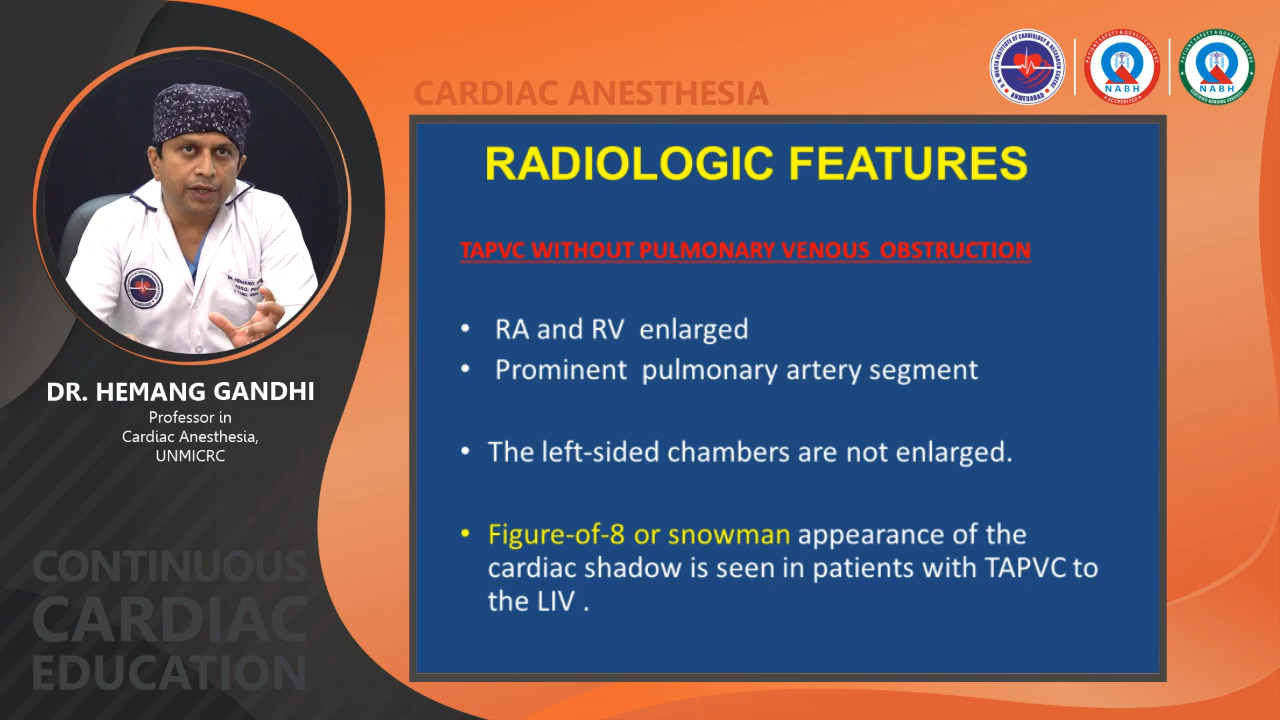 CARDIAC ANESTHESIA
NABH
NABH
RADIOLOGIC FEATURES
TAPVC WITHOUT PULMONARY VENOUS OBSTRUCTION
• RA and RV enlarged
• Prominent pulmonary artery segment
• The left-sided chambers are not enlarged.
• Figure-of-8 or snowman appearance of the
cardiac shadow is seen in patients with TAPVC to
the LIV .
DR. HEMANG GANDHI
Professor in
Cardiac Anesthesia,
UNMICRC
CONTINUOUS
CARDIAC
EDUCATION